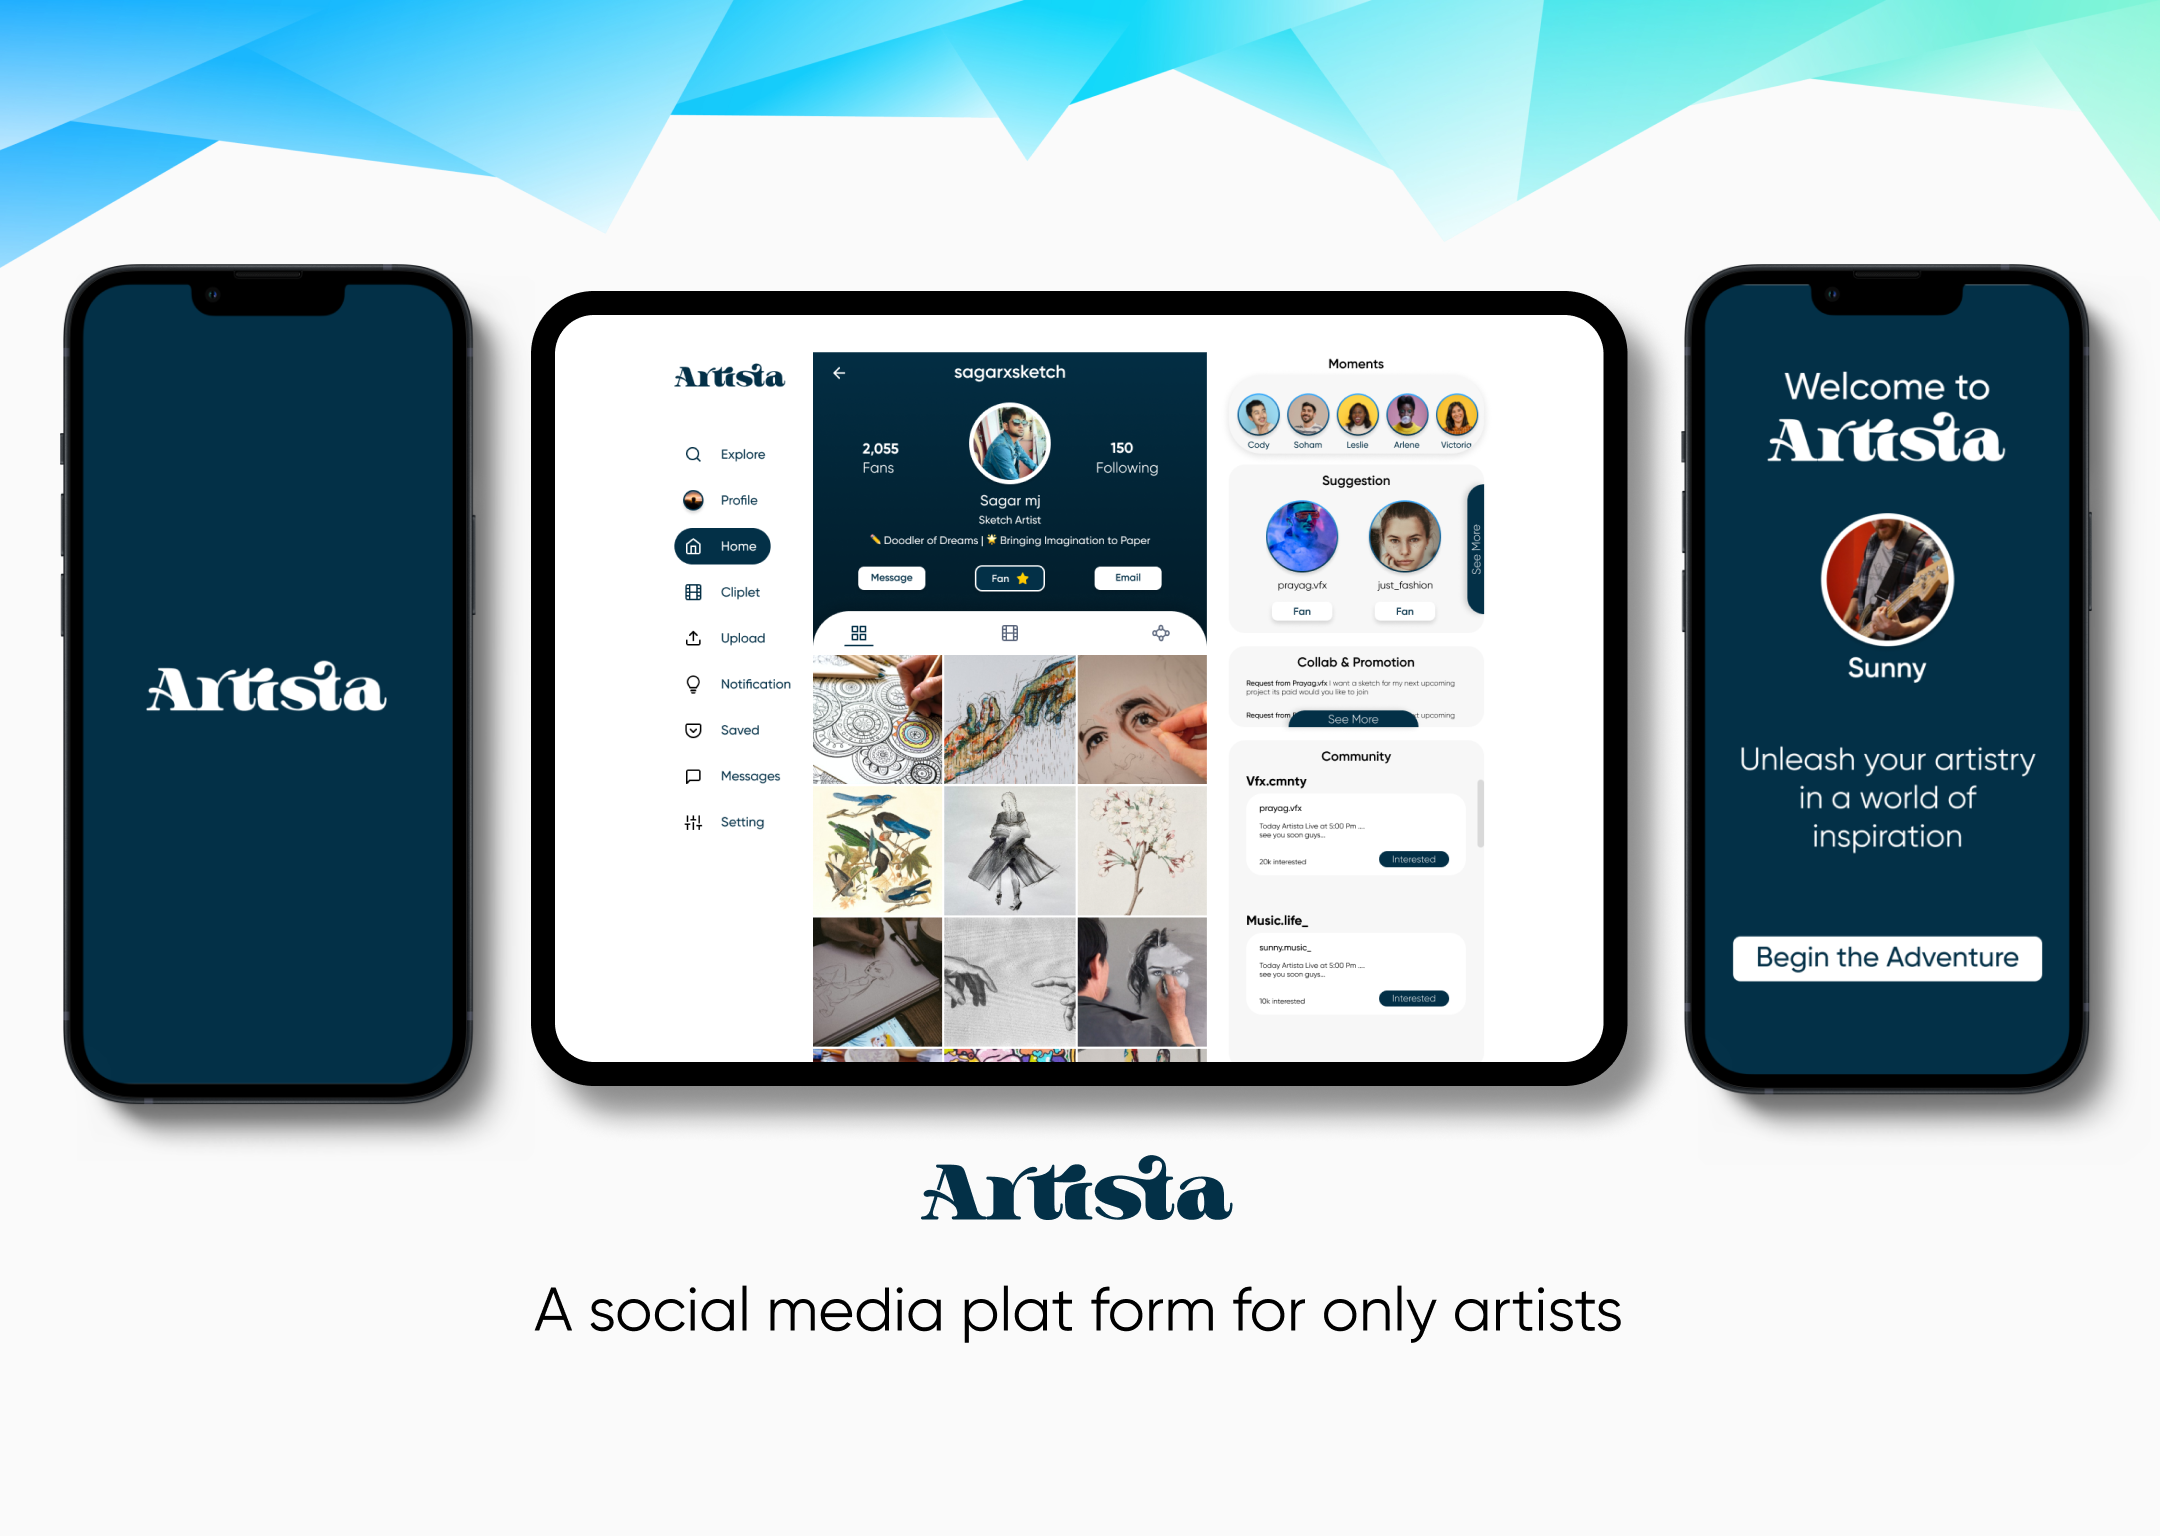 Artista
Artista
Explore
Profile
Home
Cliplet
Upload
Notification
Saved
Messages
Setting
sagarxsketch
2,055
Fans
150
Following
Sagar mj
Sketch Artist
Doodler of Dreams | Bringing Imagination to Paper
Message
Fan
Email
Moments
Cody
Soham
Leslie
Arlene
Victoria
Suggestion
prayag.vfx
Fan
just_fashion
Fan
See More
Collab & Promotion
Request from Prayag.vfx I want a sketch for my next upcoming
project its paid would you like to join
Request from
upcoming
See More
Community
Vfx.cmnty
prayag.vfx
Today Artista Live at 5:00 Pm ....
see you soon guys...
20k interested
Interested
Music.life_
sunny.music_
Today Artista Live at 5:00 Pm ....
see you soon guys...
10k interested
Interested
Welcome to
Artista
Sunny
Unleash your artistry
in a world of
inspiration
Begin the Adventure
Artista
A social media plat form for only artists